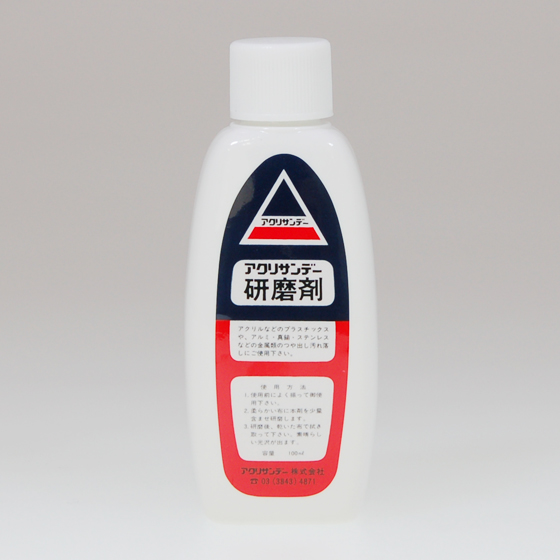 アクリサンデー
アクリサンデー
研磨剤
アクリルなどのプラスチックス
や、アルミ・真鍮・ステンレス
などの金属類のつや出し汚れ落
しにご使用下さい。
使用方法
1.使用前によく振って御使
用下さい。
2.柔らかい布に本剤を少量
含ませ研磨します。
3.研磨後、乾いた布で拭き
取って下さい。素晴らし
い光沢が出ます。
容量
アクリサンデー株式会社
☎03(3843)4871